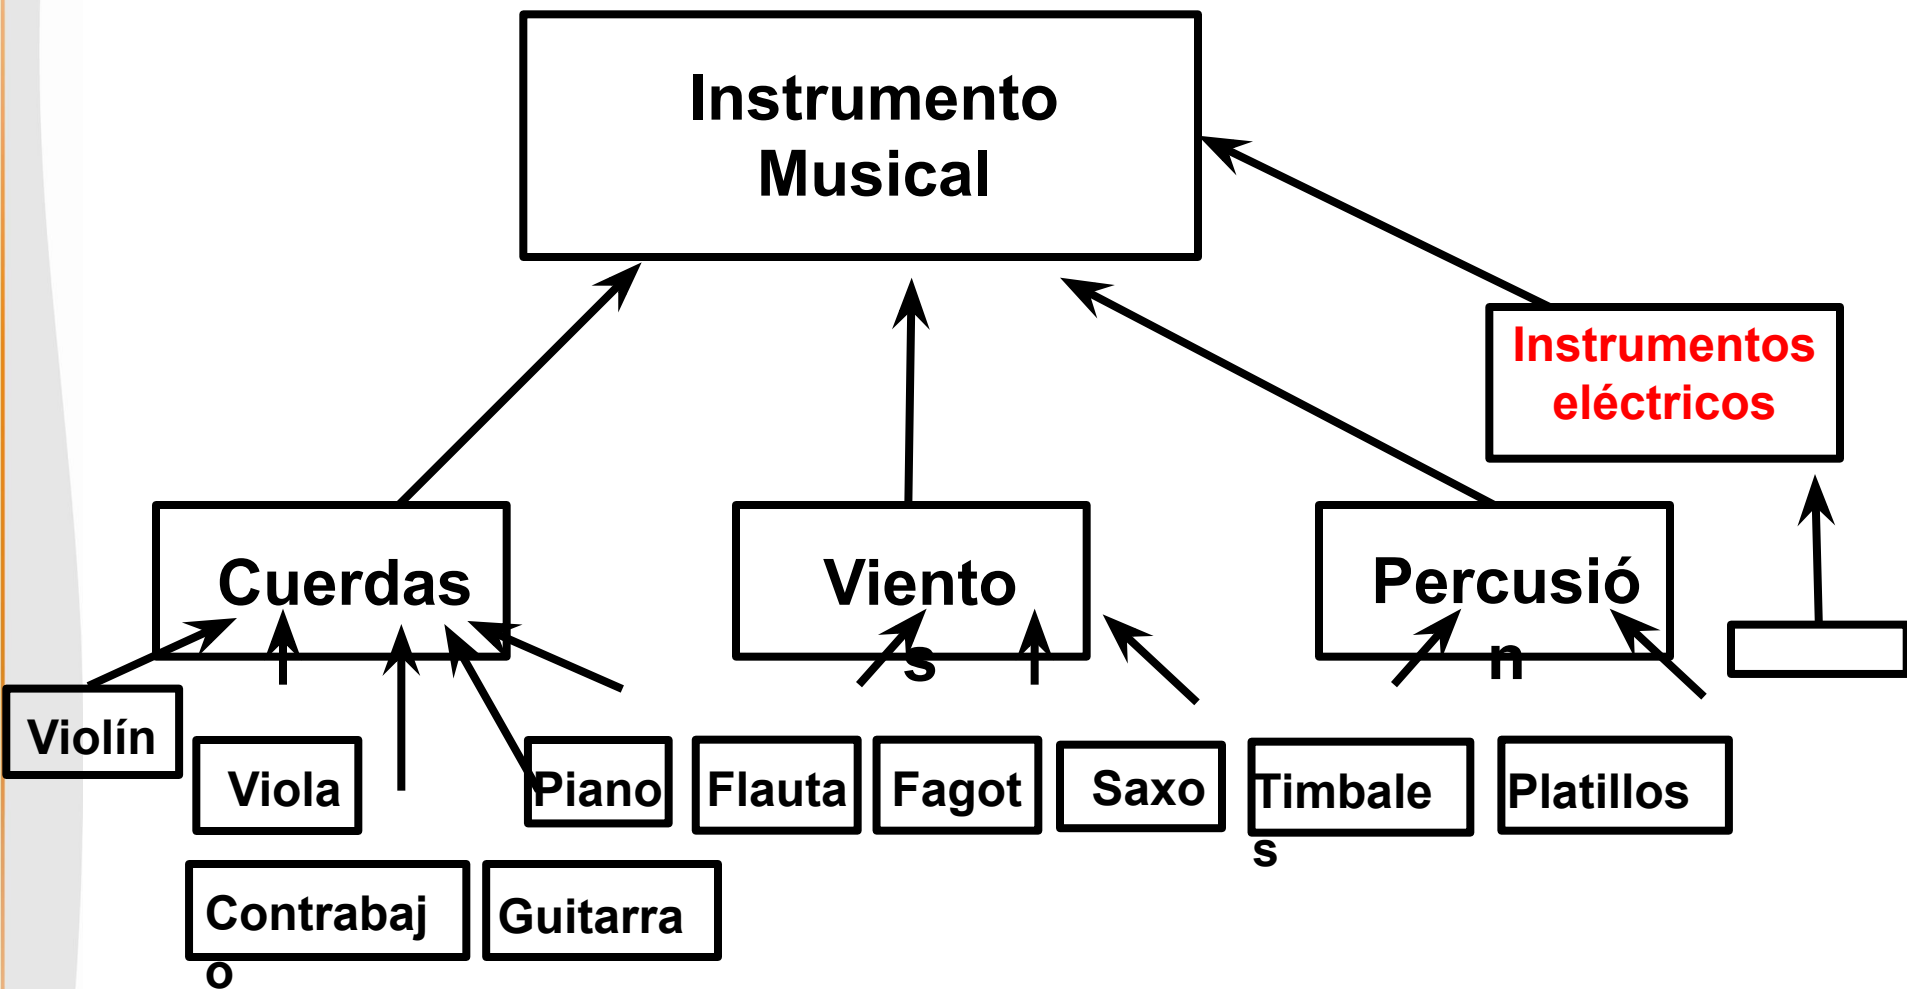 Instrumento
Musical
Instrumentos
eléctricos
Cuerdas
Viento
s
Percusió
n
Violín
Viola
Piano
Flauta
Fagot
Saxo
Timbale
s
Platillos
Contrabaj
o
Guitarra